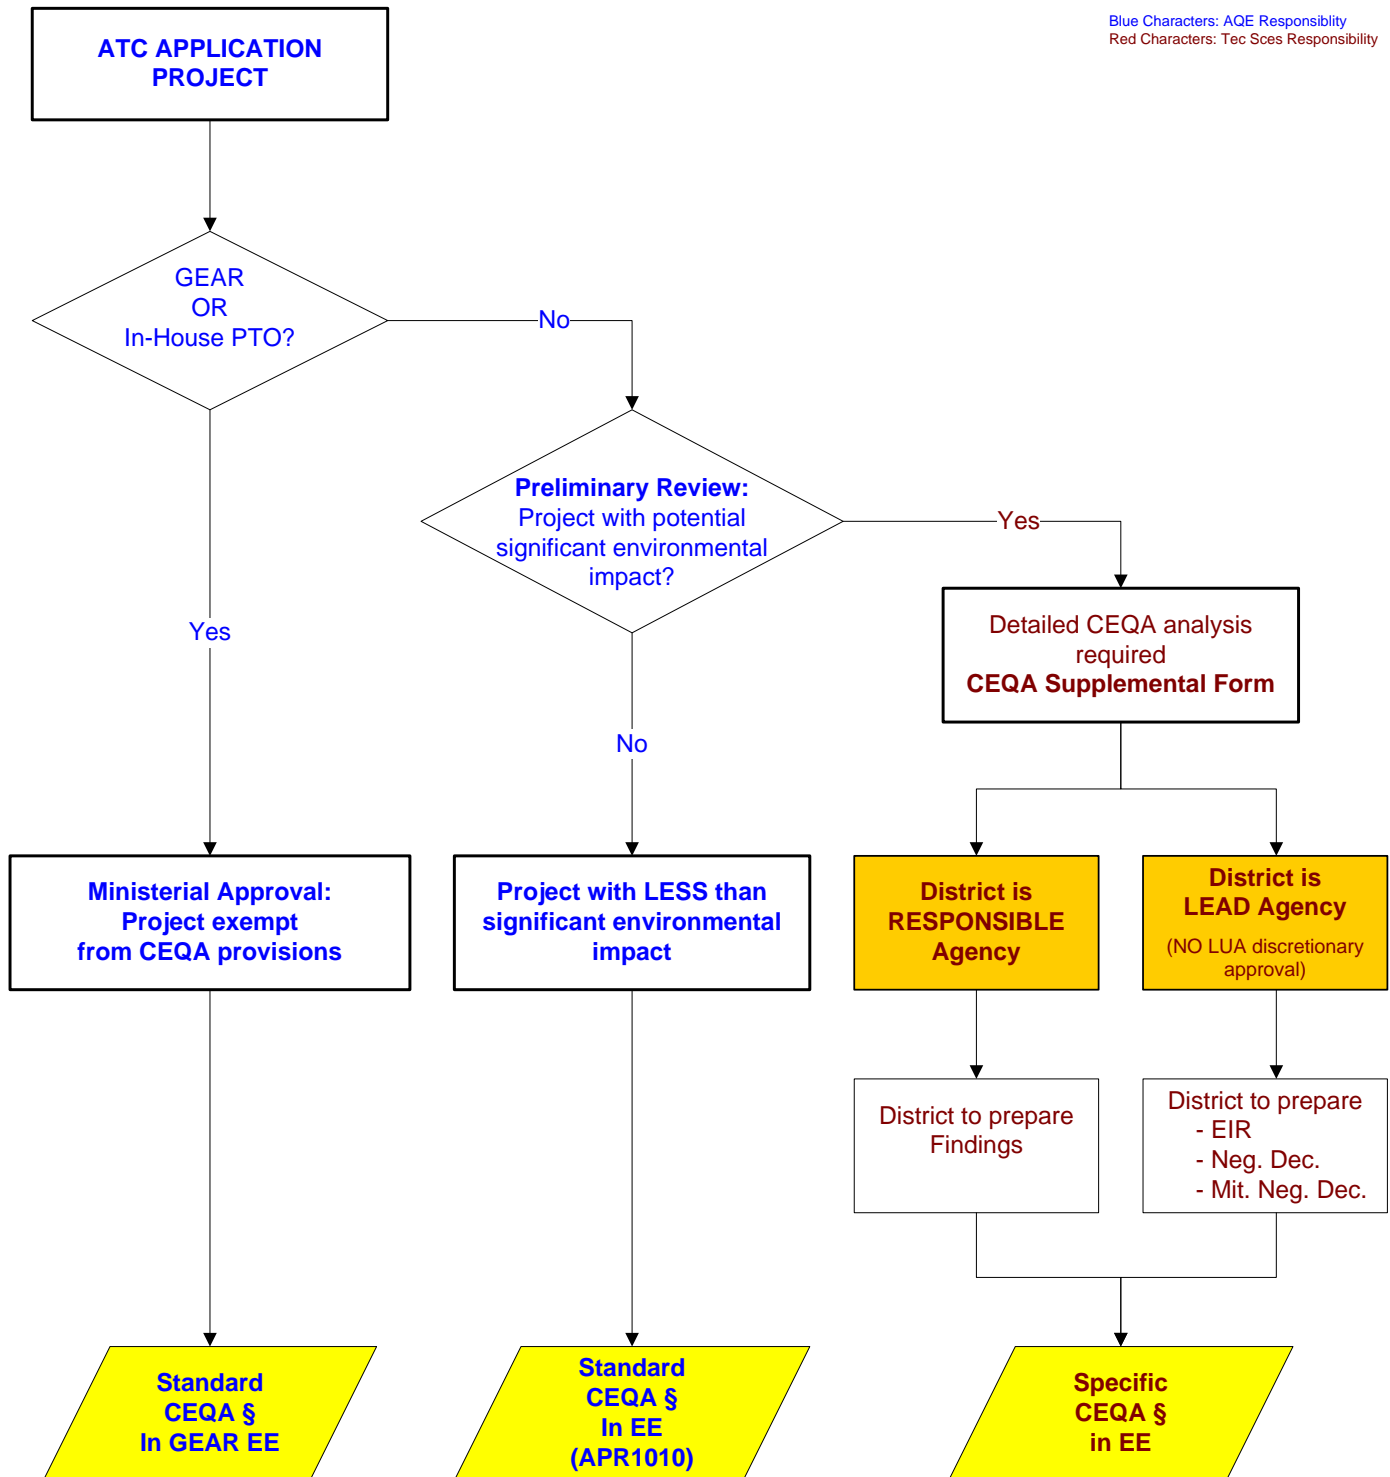 Blue Characters: AQE Responsiblity
Red Characters: Tec Sces Responsibility
ATC APPLICATION
PROJECT
GEAR
OR
In-House PTO?
No
Preliminary Review:
Project with potential
significant environmental
impact?
Yes
Detailed CEQA analysis
required
CEQA Supplemental Form
Yes
No
Ministerial Approval:
Project exempt
from CEQA provisions
Project with LESS than
significant environmental
impact
District is
RESPONSIBLE
Agency
District is
LEAD Agency
(NO LUA discretionary
approval)
District to prepare
Findings
District to prepare
- EIR
- Neg. Dec.
- Mit. Neg. Dec.
Standard
CEQA §
In GEAR EE
Standard
CEQA §
In EE
(APR1010)
Specific
CEQA §
in EE